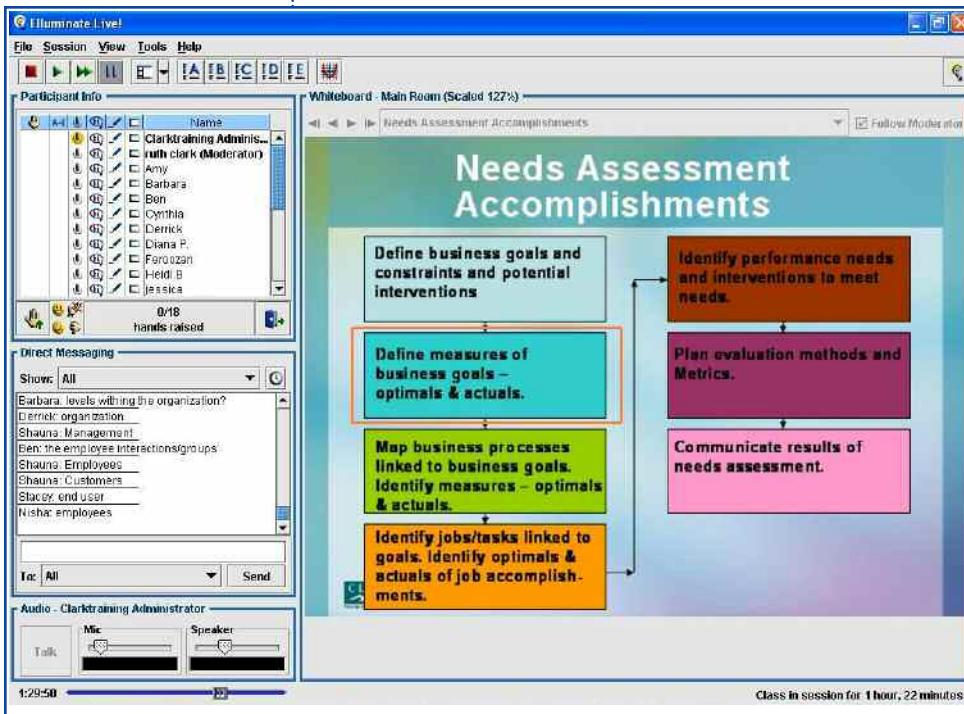 Elluminate Live!
File Session View Tools Help
A B C D E
Participant Info
Whiteboard - Main Room (Scaled 127%)
Name
Needs Assessment Accomplishments
Follow Moderator
Clarktraining Adminis...
ruth clark (Moderator)
Amy
Barbara
Ben
Cynthia
Derrick
Diana P.
Feroozan
Heidi B
jessica
0/18
hands raised
Direct Messaging
Show: All
Barbara: levels withing the organization?
Derrick: organization
Shauna: Management
Ben: the employee interactions/groups
Shauna: Employees
Shauna: Customers
Stacey: end user
Nisha: employees
To: All
Send
Audio - Clarktraining Administrator
Talk
Mic
Speaker
1:29:50
Needs Assessment
Accomplishments
Define business goals and
constraints and potential
interventions
Define measures of
business goals –
optimals & actuals.
Map business processes
linked to business goals.
Identify measures – optimals
& actuals.
Identify jobs/tasks linked to
goals. Identify optimals &
actuals of job accomplish-
ments.
Identify performance needs
and interventions to meet
needs.
Plan evaluation methods and
Metrics.
Communicate results of
needs assessment.
Class in session for 1 hour, 22 minutes